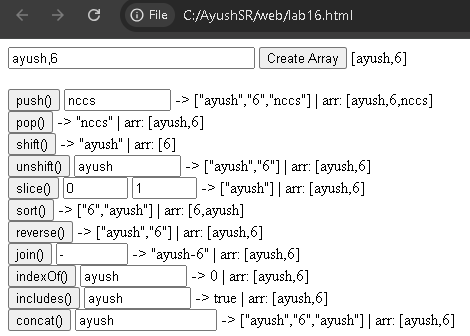 File C:/AyushSR/web/lab16.html
ayush,6 Create Array [ayush,6]
push() nccs -> ["ayush","6","nccs"] | arr: [ayush,6,nccs]
pop() -> "nccs" | arr: [ayush,6]
shift() -> "ayush" | arr: [6]
unshift() ayush -> ["ayush","6"] | arr: [ayush,6]
slice() 0 1 -> ["ayush"] | arr: [ayush,6]
sort() -> ["6","ayush"] | arr: [6,ayush]
reverse() -> ["ayush","6"] | arr: [ayush,6]
join() - -> "ayush-6" | arr: [ayush,6]
indexOf() ayush -> 0 | arr: [ayush,6]
includes() ayush -> true | arr: [ayush,6]
concat() ayush -> ["ayush","6","ayush"] | arr: [ayush,6]